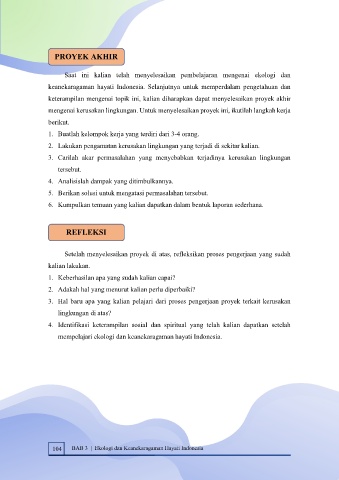 PROYEK AKHIR
Saat ini kalian telah menyelesaikan pembelajaran mengenai ekologi dan
keanekaragaman hayati Indonesia. Selanjutnya untuk memperdalam pengetahuan dan
keterampilan mengenai topik ini, kalian diharapkan dapat menyelesaikan proyek akhir
mengenai kerusakan lingkungan. Untuk menyelesaikan proyek ini, ikutilah langkah kerja
berikut.
1. Buatlah kelompok kerja yang terdiri dari 3-4 orang.
2. Lakukan pengamatan kerusakan lingkungan yang terjadi di sekitar kalian.
3. Carilah akar permasalahan yang menyebabkan terjadinya kerusakan lingkungan
tersebut.
4. Analisislah dampak yang ditimbulkannya.
5. Berikan solusi untuk mengatasi permasalahan tersebut.
6. Kumpulkan temuan yang kalian dapatkan dalam bentuk laporan sederhana.
REFLEKSI
Setelah menyelesaikan proyek di atas, refleksikan proses pengerjaan yang sudah
kalian lakukan.
1. Keberhasilan apa yang sudah kalian capai?
2. Adakah hal yang menurut kalian perlu diperbaiki?
3. Hal baru apa yang kalian pelajari dari proses pengerjaan proyek terkait kerusakan
lingkungan di atas?
4. Identifikasi keterampilan sosial dan spiritual yang telah kalian dapatkan setelah
mempelajari ekologi dan keanekaragaman hayati Indonesia.
104 BAB 3 | Ekologi dan Keanekaragaman Hayati Indonesia